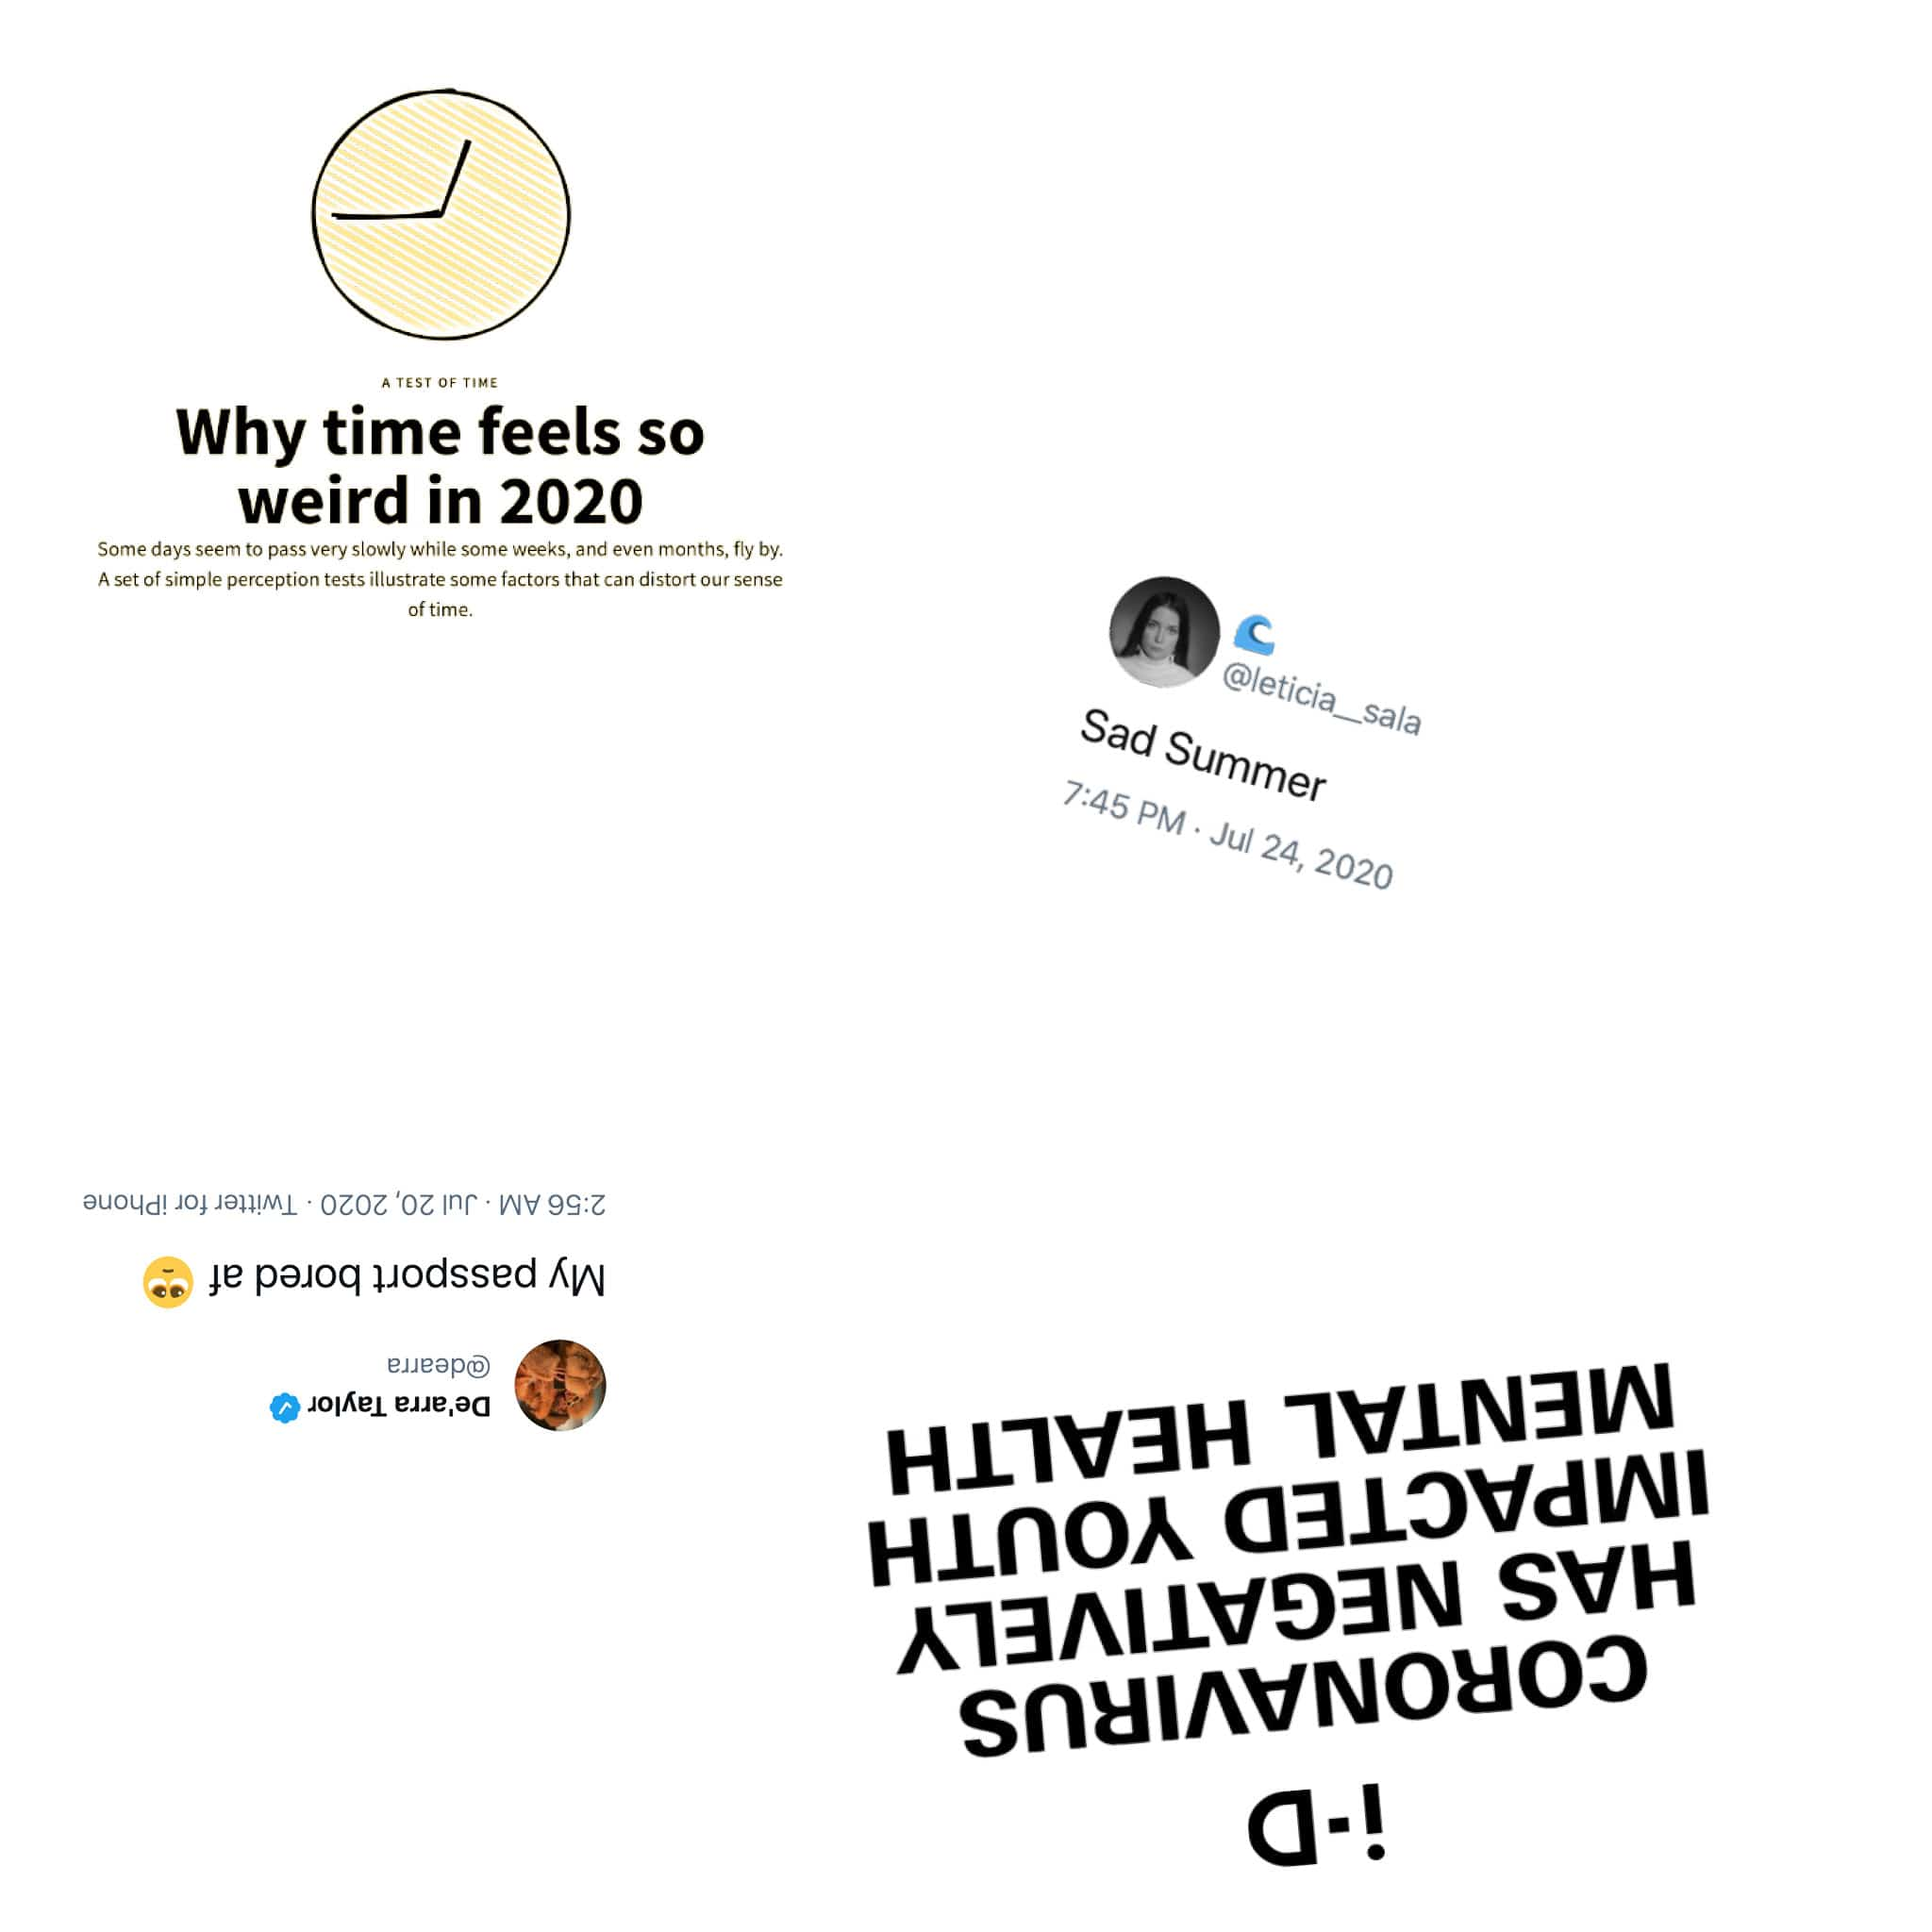 A TEST OF TIME
Why time feels so
weird in 2020
Some days seem to pass very slowly while some weeks, and even months, fly by.
A set of simple perception tests illustrate some factors that can distort our sense
of time.
@leticia__sala
Sad Summer
7:45 PM · Jul 24, 2020
De'arra Taylor
@dearra
My passport bored af 🥺
2:56 AM · Jul 20, 2020 · Twitter for iPhone
i-D
CORONAVIRUS
HAS NEGATIVELY
IMPACTED YOUTH
MENTAL HEALTH